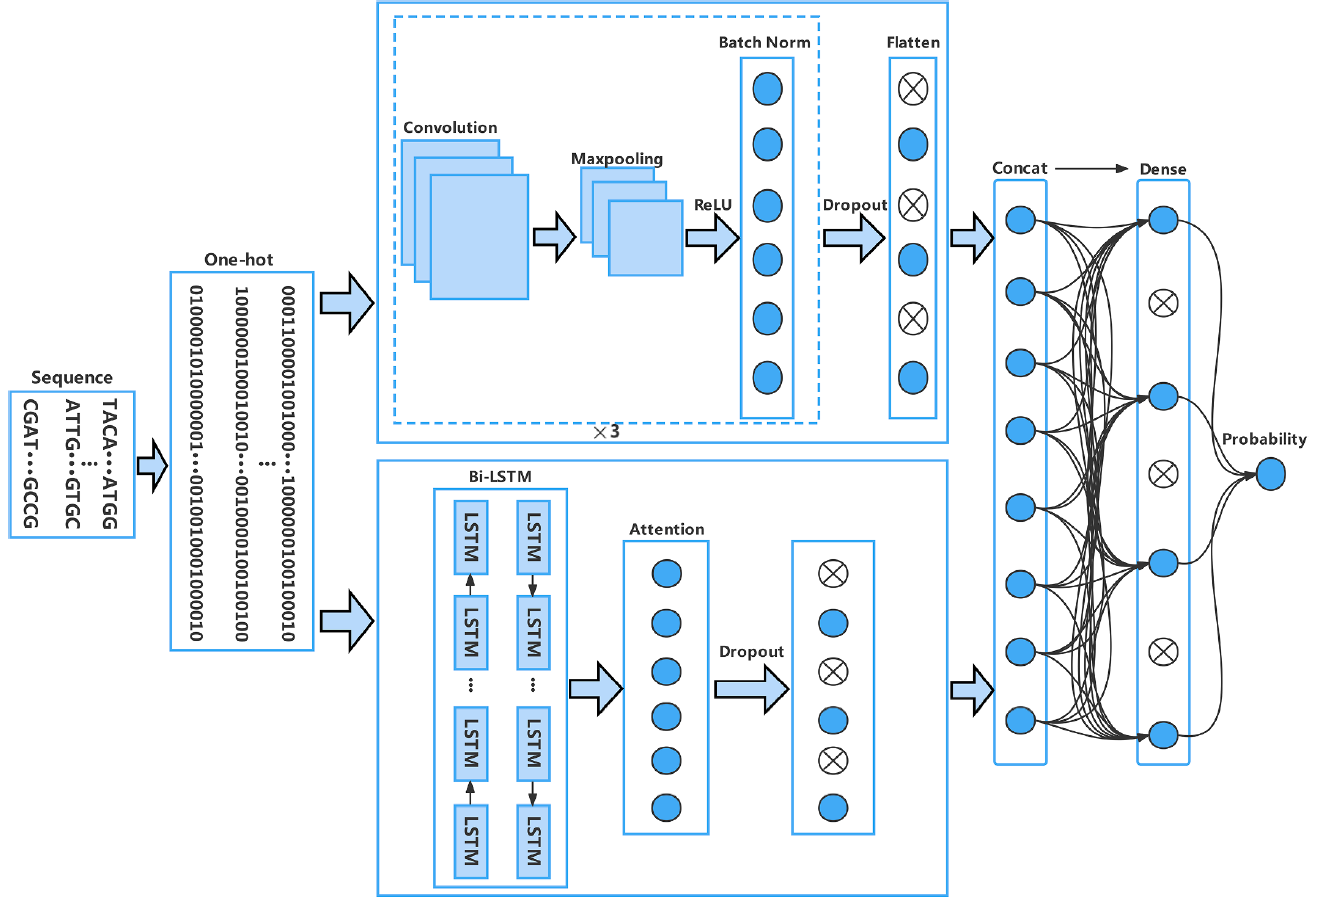 Sequence
TACA···ATGG
···
ATTG···GTGC
CGAT···GCCG
One-hot
0001100001001000···1000000100100010
···
1000000100010010···0010000100100100
0100001010000001···0010010001000010
Convolution
Maxpooling
ReLU
Batch Norm
×3
Dropout
Flatten
Bi-LSTM
LSTM
LSTM
LSTM
LSTM
···
···
LSTM
LSTM
LSTM
LSTM
Attention
Dropout
Concat
Dense
Probability